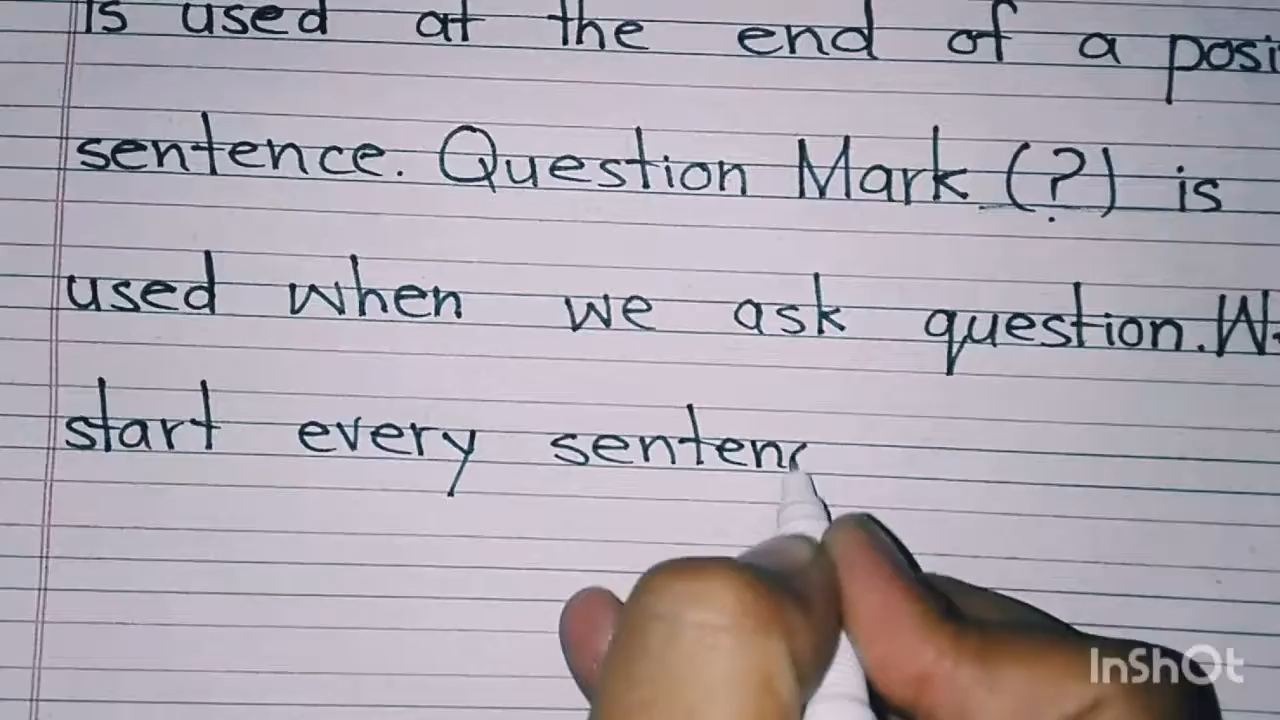 is used at the end of a posi
sentence. Question Mark (?) is
used when we ask question. W
start every senten
InShOt